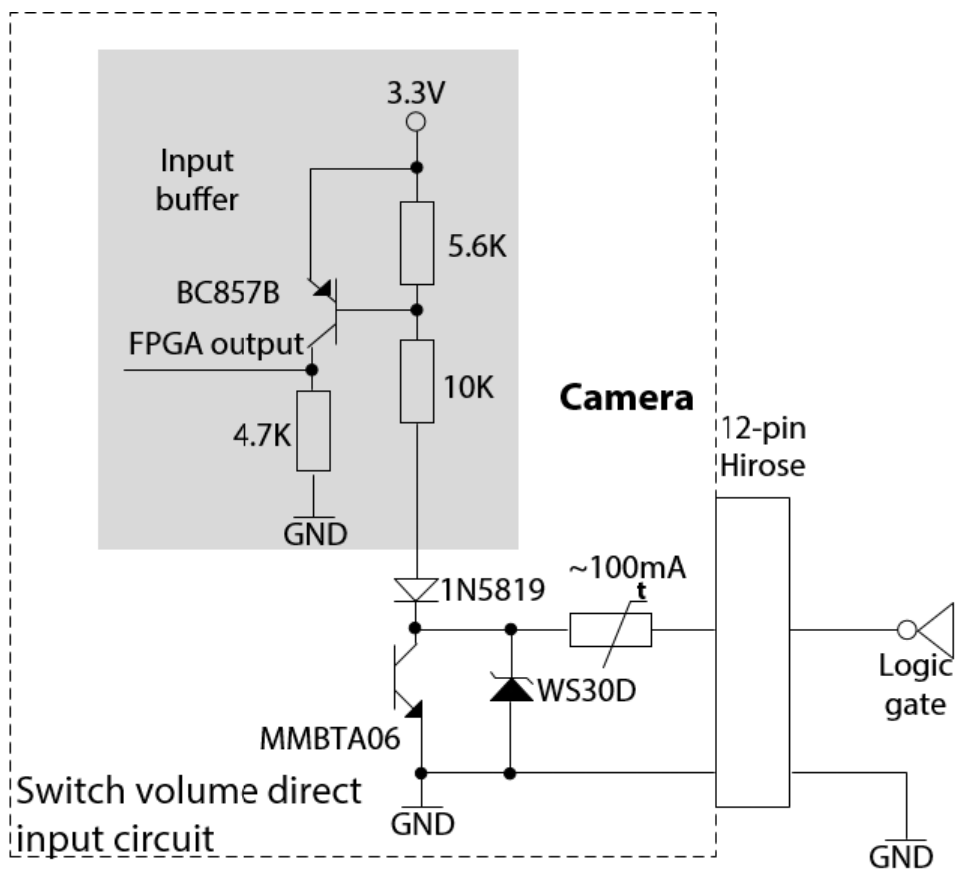 3.3V
Input
buffer
5.6K
BC857B
FPGA output
10K
Camera
4.7K
12-pin
Hirose
GND
~100mA
t
1N5819
WS30D
Logic
gate
MMBTA06
Switch volume direct
input circuit
GND
GND